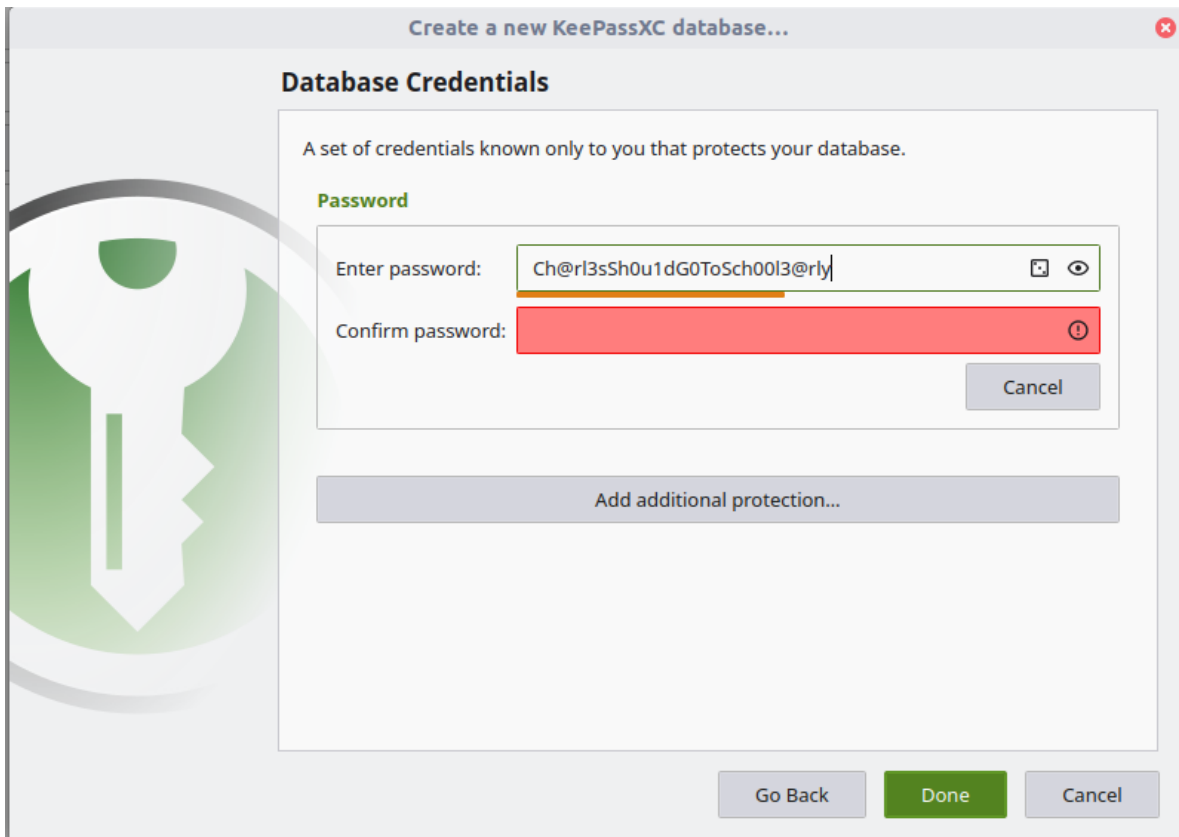 Create a new KeePassXC database...
Database Credentials
A set of credentials known only to you that protects your database.
Password
Enter password: Ch@rl3sSh0u1dG0ToSch00l3@rly
Confirm password:
Cancel
Add additional protection...
Go Back Done Cancel